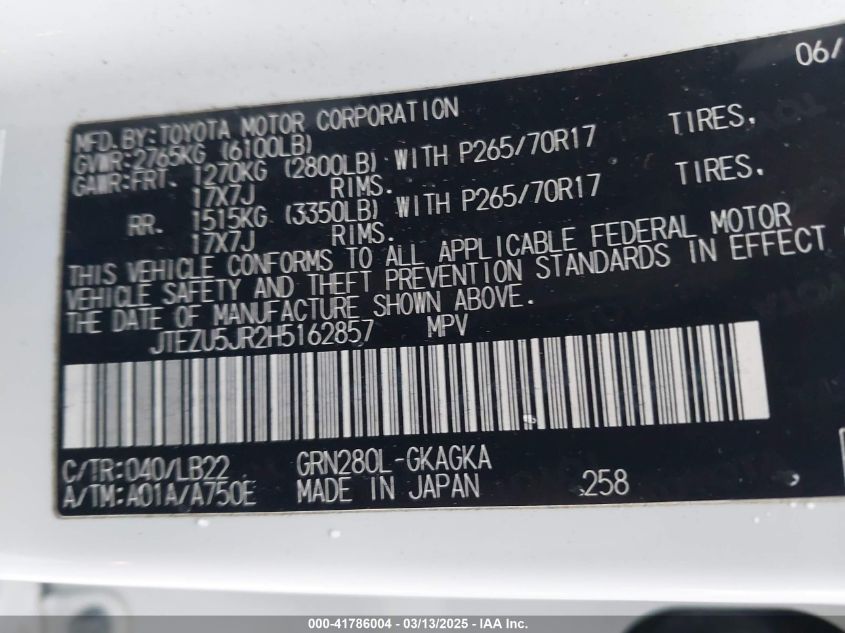 06/
MFD.BY:TOYOTA MOTOR CORPORATION
GVWR:2765KG (6100LB)
GAWR:FRT. 1270KG (2800LB) WITH P265/70R17 TIRES,
17X7J RIMS.
RR. 1515KG (3350LB) WITH P265/70R17 TIRES,
17X7J RIMS.
THIS VEHICLE CONFORMS TO ALL APPLICABLE FEDERAL MOTOR
VEHICLE SAFETY AND THEFT PREVENTION STANDARDS IN EFFECT
THE DATE OF MANUFACTURE SHOWN ABOVE.
JTEZU5JR2H5162857 MPV
C/TR:040/LB22 GRN280L-GKAGKA
A/TM:A01A/A750E MADE IN JAPAN 258
000-41786004 - 03/13/2025 - IAA Inc.